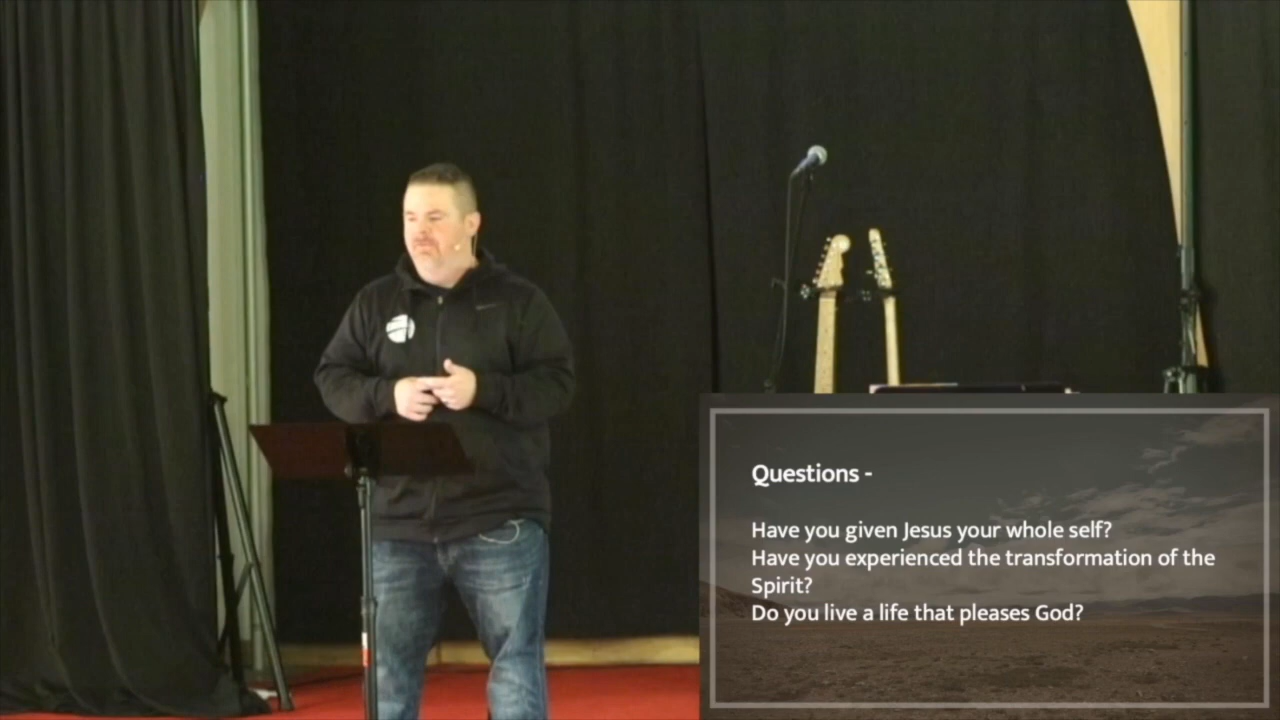 Questions -
Have you given Jesus your whole self?
Have you experienced the transformation of the
Spirit?
Do you live a life that pleases God?